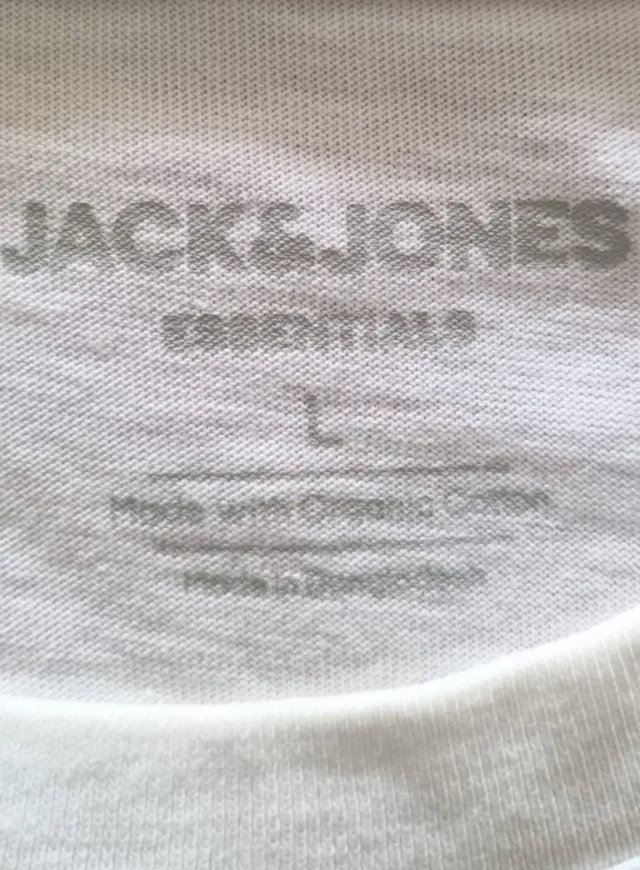 JACK&JONES
ESSENTIALS
L
Made with Organic Cotton
Made in Bangladesh